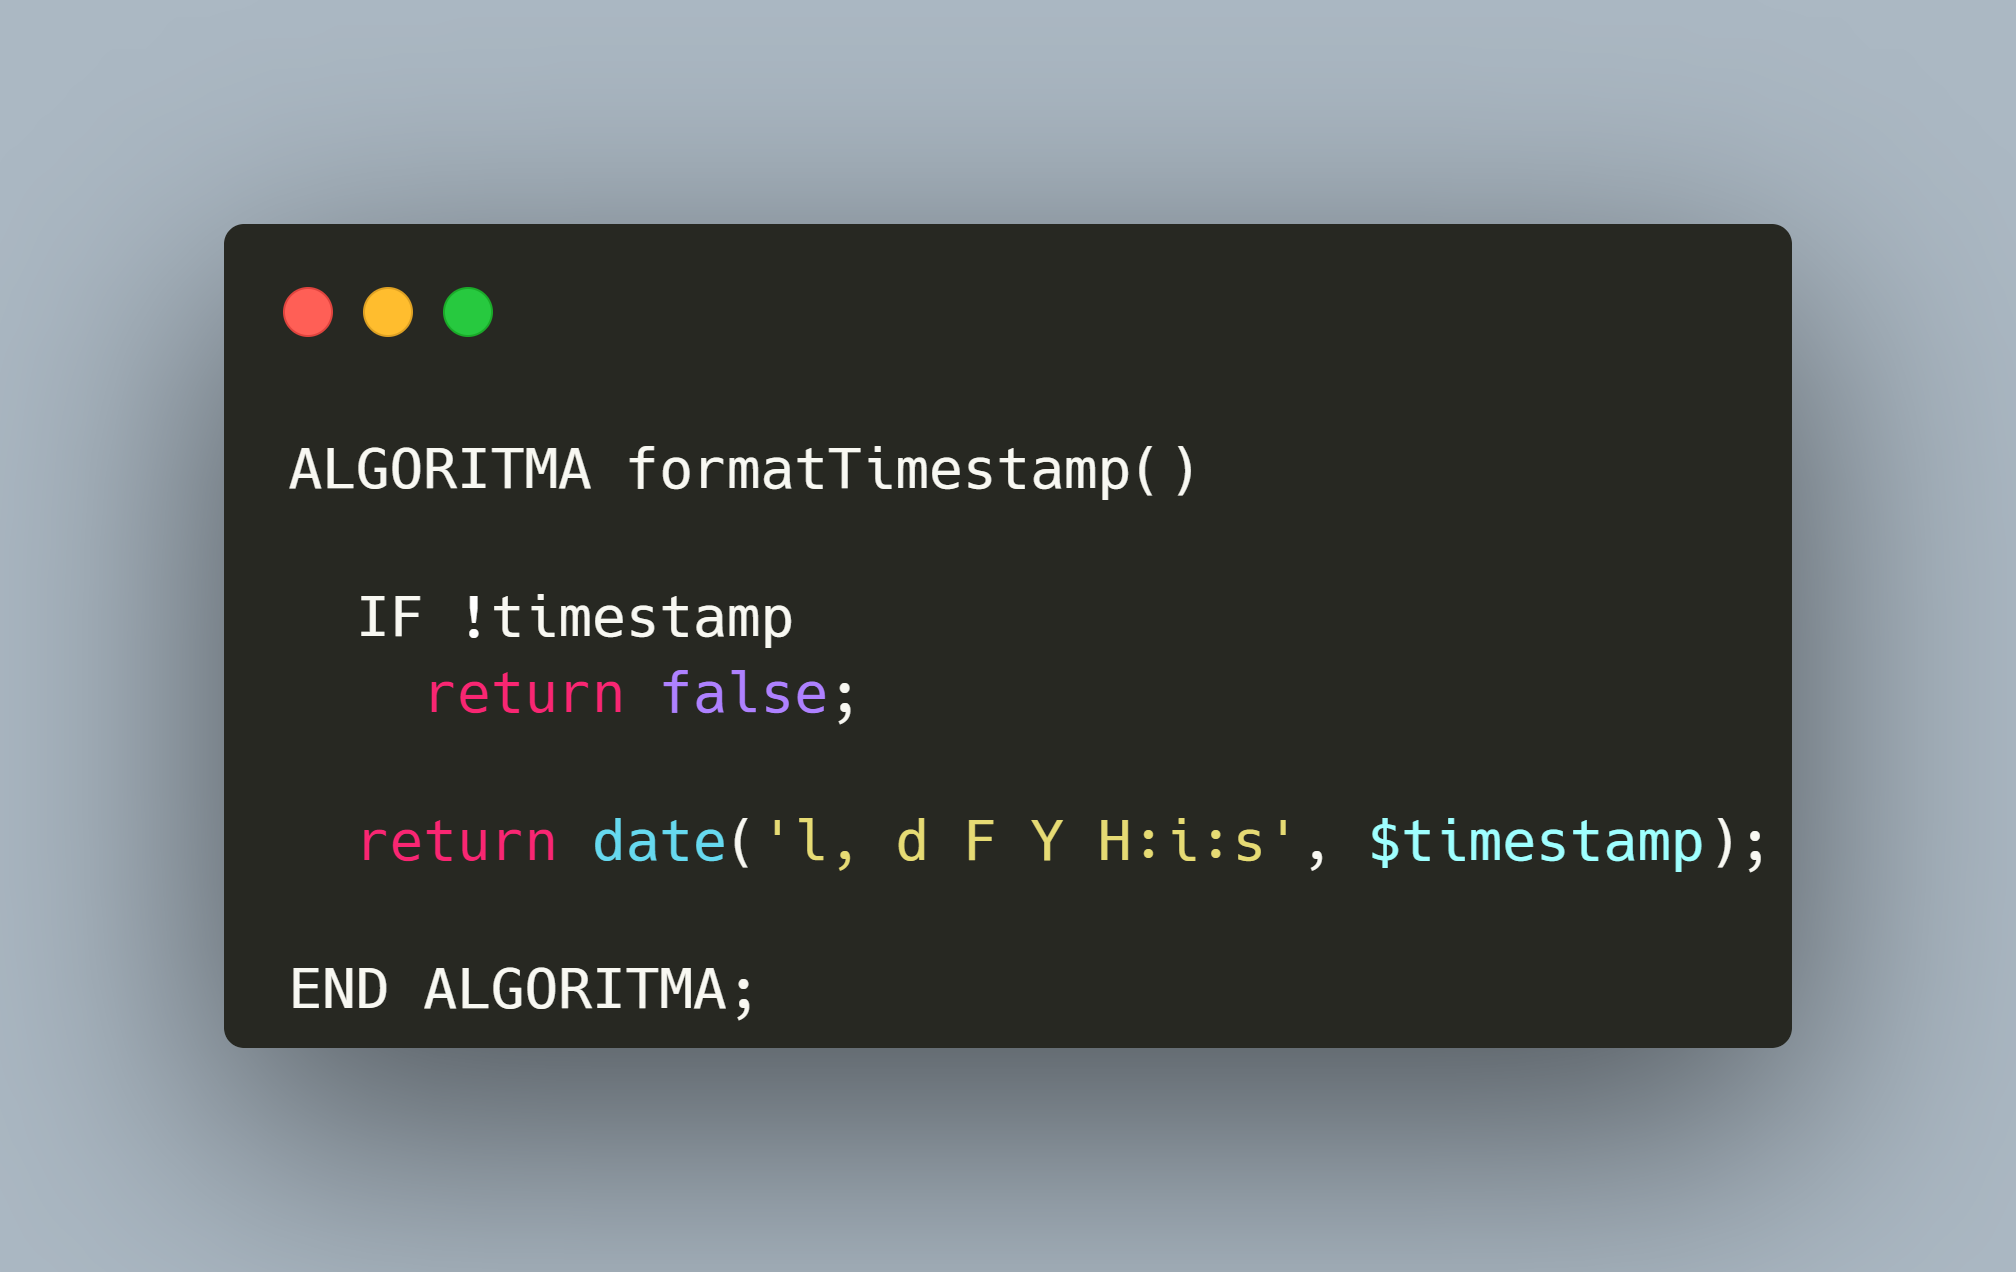 ALGORITMA formatTimestamp()
IF !timestamp
return false;
return date('l, d F Y H:i:s', $timestamp);
END ALGORITMA;